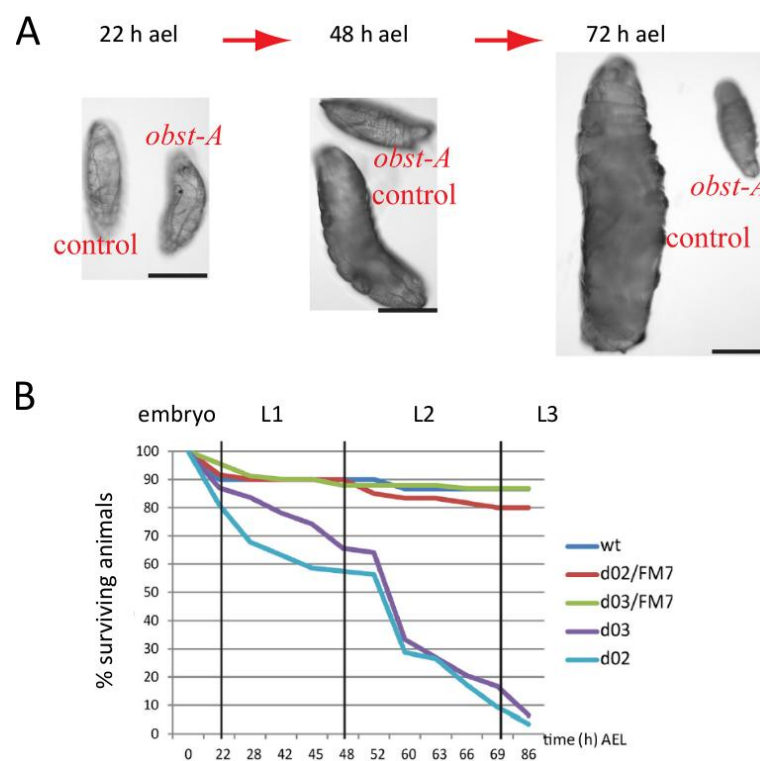 A
22 h ael
48 h ael
72 h ael
obst-A
control
obst-A
control
obst-A
control
B
embryo L1 L2 L3
100
90
80
70
60
50
40
30
20
10
0
% surviving animals
wt
d02/FM7
d03/FM7
d03
d02
time (h) AEL
0 22 28 42 45 48 52 60 63 66 69 86